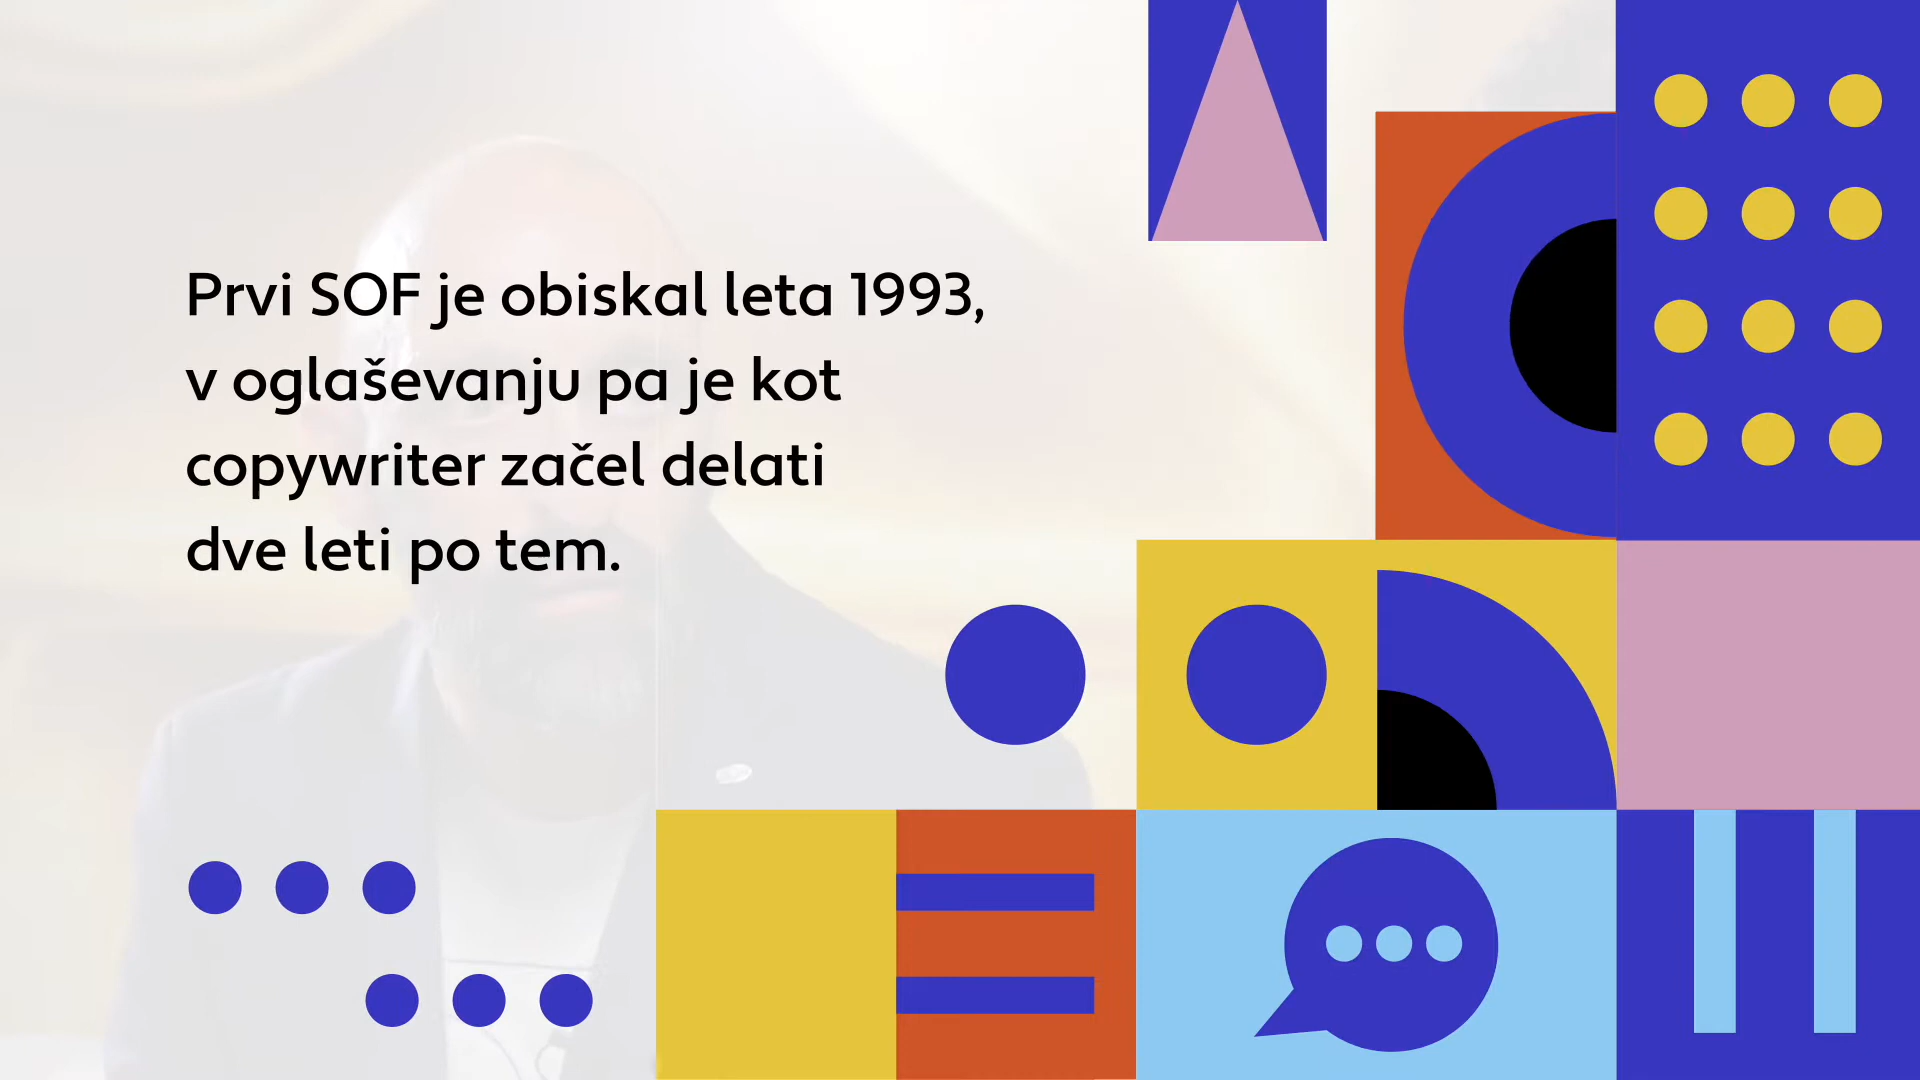 Prvi SOF je obiskal leta 1993,
v oglaševanju pa je kot
copywriter začel delati
dve leti po tem.